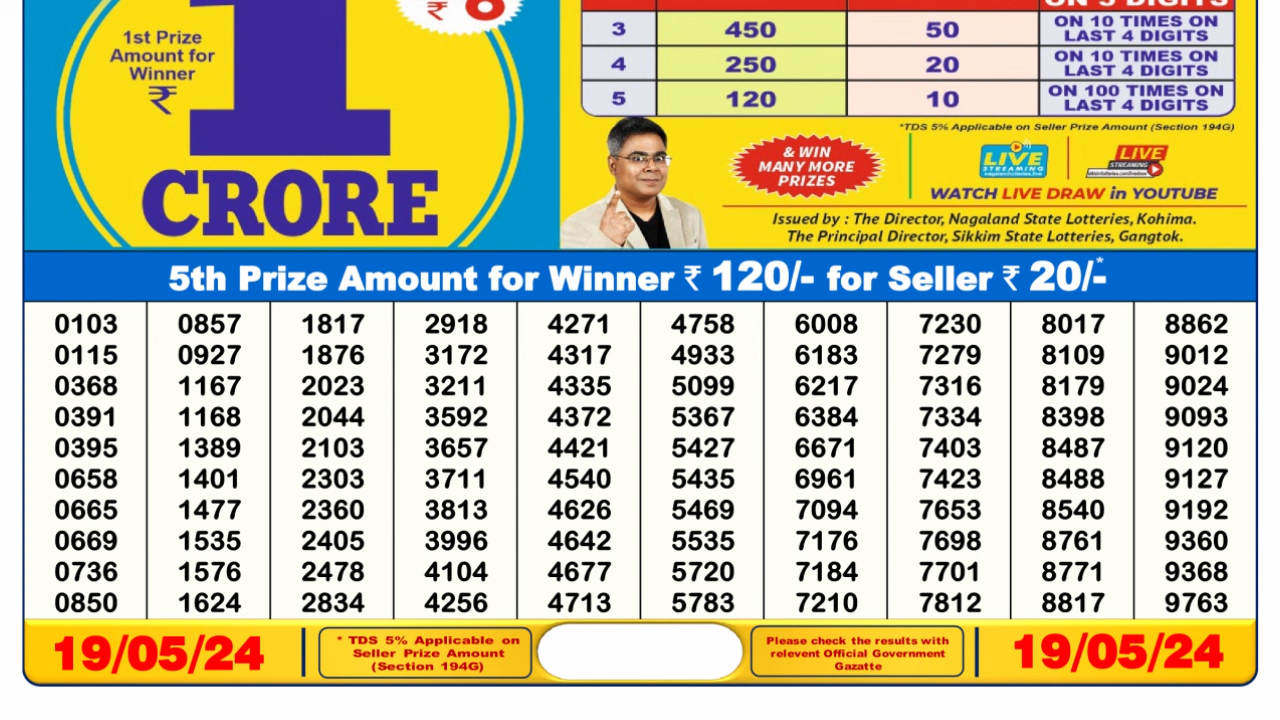 1st Prize
Amount for
Winner
₹
1
CRORE
₹ 6
ON 5 DIGITS
3 450 50 ON 10 TIMES ON LAST 4 DIGITS
4 250 20 ON 10 TIMES ON LAST 4 DIGITS
5 120 10 ON 100 TIMES ON LAST 4 DIGITS
*TDS 5% Applicable on Seller Prize Amount (Section 194G)
& WIN
MANY MORE
PRIZES
LIVE
STREAMING
LIVE
STREAMING
WATCH LIVE DRAW in YOUTUBE
Issued by : The Director, Nagaland State Lotteries, Kohima.
The Principal Director, Sikkim State Lotteries, Gangtok.
5th Prize Amount for Winner ₹ 120/- for Seller ₹ 20/-*
0103 0857 1817 2918 4271 4758 6008 7230 8017 8862
0115 0927 1876 3172 4317 4933 6183 7279 8109 9012
0368 1167 2023 3211 4335 5099 6217 7316 8179 9024
0391 1168 2044 3592 4372 5367 6384 7334 8398 9093
0395 1389 2103 3657 4421 5427 6671 7403 8487 9120
0658 1401 2303 3711 4540 5435 6961 7423 8488 9127
0665 1477 2360 3813 4626 5469 7094 7653 8540 9192
0669 1535 2405 3996 4642 5535 7176 7698 8761 9360
0736 1576 2478 4104 4677 5720 7184 7701 8771 9368
0850 1624 2834 4256 4713 5783 7210 7812 8817 9763
19/05/24
* TDS 5% Applicable on
Seller Prize Amount
(Section 194G)
Please check the results with
relevent Official Government
Gazatte
19/05/24